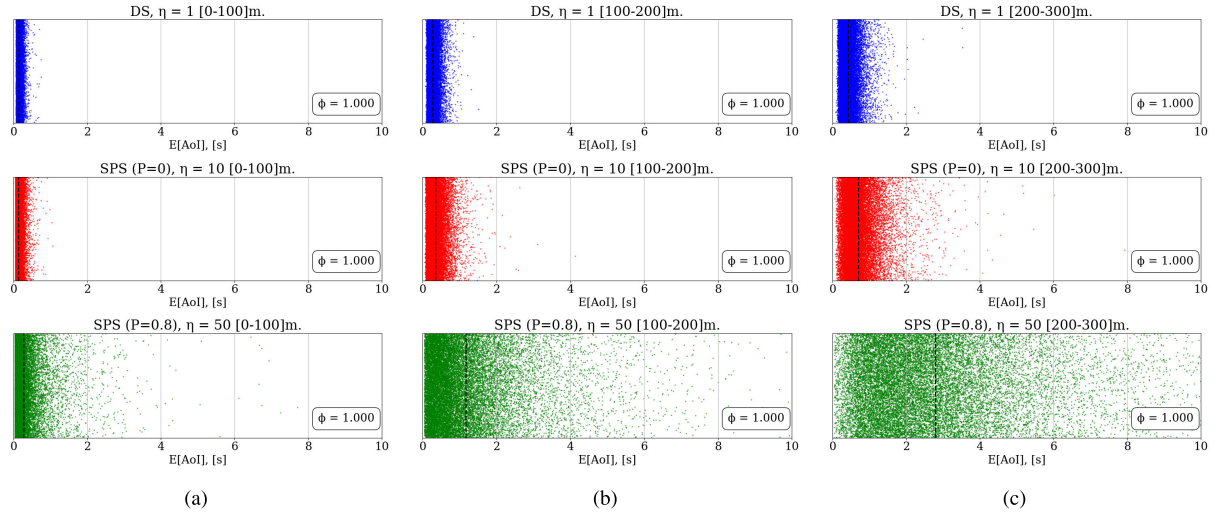 DS, η = 1 [0-100]m.
ϕ = 1.000
0 2 4 6 8 10
E[AoI], [s]
DS, η = 1 [100-200]m.
ϕ = 1.000
0 2 4 6 8 10
E[AoI], [s]
DS, η = 1 [200-300]m.
ϕ = 1.000
0 2 4 6 8 10
E[AoI], [s]
SPS (P=0), η = 10 [0-100]m.
ϕ = 1.000
0 2 4 6 8 10
E[AoI], [s]
SPS (P=0), η = 10 [100-200]m.
ϕ = 1.000
0 2 4 6 8 10
E[AoI], [s]
SPS (P=0), η = 10 [200-300]m.
ϕ = 1.000
0 2 4 6 8 10
E[AoI], [s]
SPS (P=0.8), η = 50 [0-100]m.
ϕ = 1.000
0 2 4 6 8 10
E[AoI], [s]
SPS (P=0.8), η = 50 [100-200]m.
ϕ = 1.000
0 2 4 6 8 10
E[AoI], [s]
SPS (P=0.8), η = 50 [200-300]m.
ϕ = 1.000
0 2 4 6 8 10
E[AoI], [s]
(a)
(b)
(c)